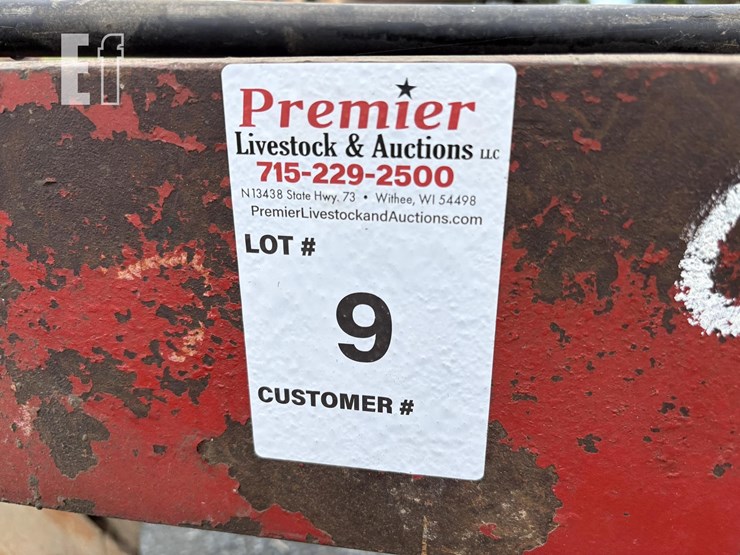 Ef
Premier
Livestock & Auctions LLC
715-229-2500
N13438 State Hwy. 73 • Withee, WI 54498
PremierLivestockandAuctions.com
LOT #
9
CUSTOMER #